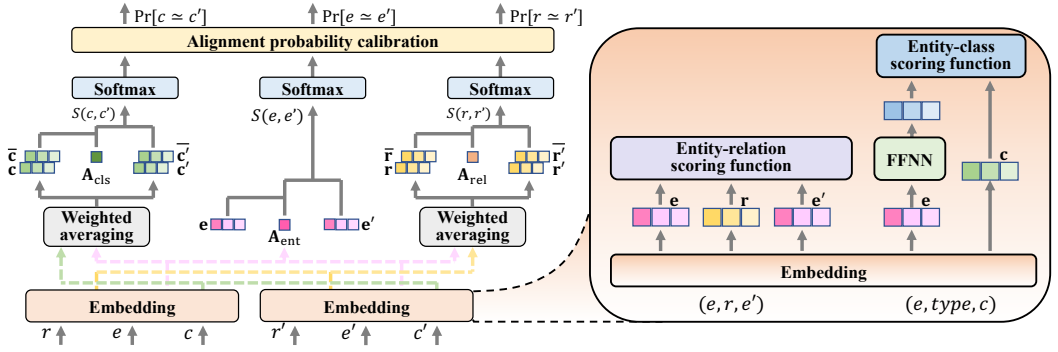 Pr[c ≃ c′]
Pr[e ≃ e′]
Pr[r ≃ r′]
Alignment probability calibration
Softmax
Softmax
Softmax
S(c, c′)
S(e, e′)
S(r, r′)
c̄
c
A_cls
c̄′
c′
r̄
r
A_rel
r̄′
r′
Weighted
averaging
e
A_ent
e′
Weighted
averaging
Embedding
Embedding
r
e
c
r′
e′
c′
Entity-class
scoring function
Entity-relation
scoring function
FFNN
c
e
r
e′
e
Embedding
(e, r, e′)
(e, type, c)